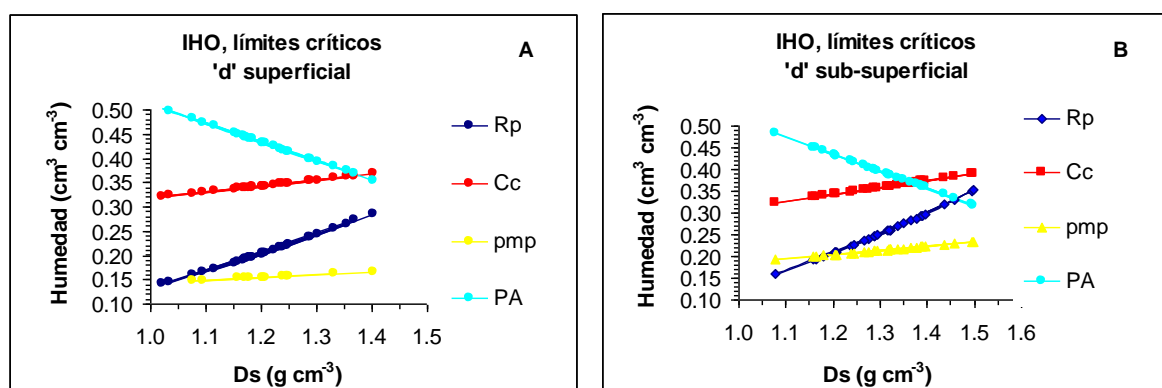 IHO, límites críticos
'd' superficial
A
Humedad (cm³ cm⁻³)
0.50
0.45
0.40
0.35
0.30
0.25
0.20
0.15
0.10
1.0 1.1 1.2 1.3 1.4 1.5
Ds (g cm⁻³)
Rp
Cc
pmp
PA
IHO, límites críticos
'd' sub-superficial
B
Humedad (cm³ cm⁻³)
0.50
0.45
0.40
0.35
0.30
0.25
0.20
0.15
0.10
1.0 1.1 1.2 1.3 1.4 1.5 1.6
Ds (g cm⁻³)
Rp
Cc
pmp
PA